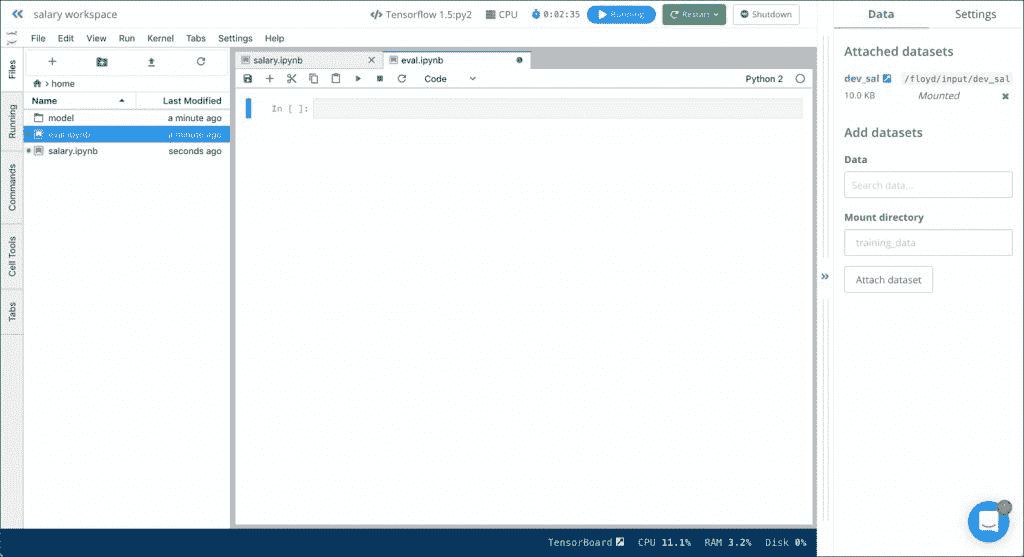 salary workspace
Tensorflow 1.5:py2
CPU
0:02:35
Running
Restart
Shutdown
File Edit View Run Kernel Tabs Settings Help
Files
Running
Commands
Cell Tools
Tabs
home
Name Last Modified
model a minute ago
eval.ipynb a minute ago
salary.ipynb seconds ago
salary.ipynb
eval.ipynb
Code
Python 2
In [ ]:
Data Settings
Attached datasets
dev_sal /floyd/input/dev_sal
10.0 KB Mounted
Add datasets
Data
Search data...
Mount directory
training_data
Attach dataset
TensorBoard CPU 11.1% RAM 3.2% Disk 0%